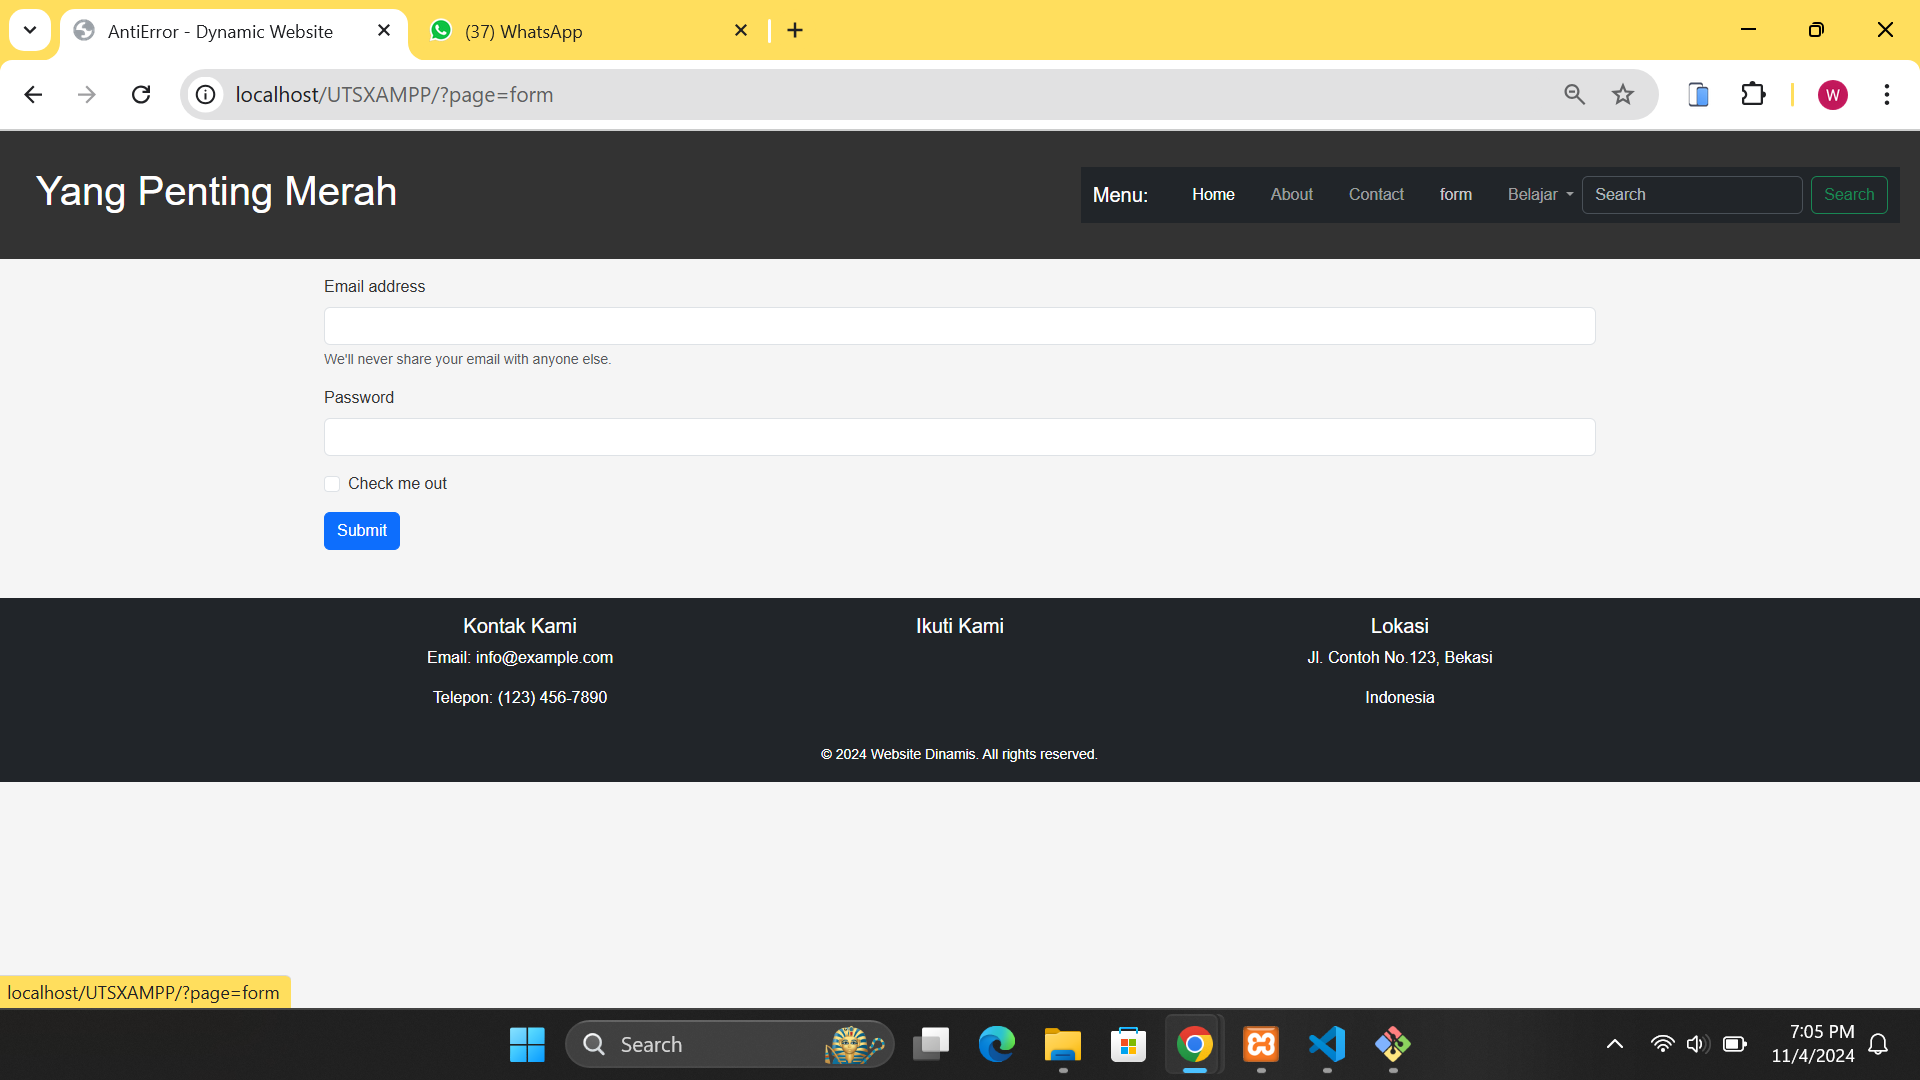 AntiError - Dynamic Website
(37) WhatsApp
localhost/UTSXAMPP/?page=form
W
Yang Penting Merah
Menu: Home About Contact form Belajar Search Search
Email address
We'll never share your email with anyone else.
Password
Check me out
Submit
Kontak Kami
Email: info@example.com
Telepon: (123) 456-7890
Ikuti Kami
Lokasi
Jl. Contoh No.123, Bekasi
Indonesia
© 2024 Website Dinamis. All rights reserved.
localhost/UTSXAMPP/?page=form
Search
7:05 PM
11/4/2024